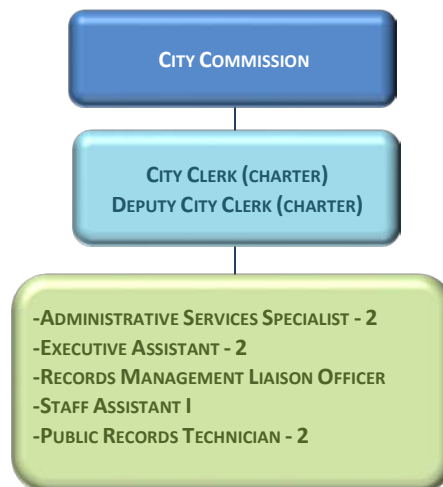 CITY COMMISSION
CITY CLERK (CHARTER)
DEPUTY CITY CLERK (CHARTER)
-ADMINISTRATIVE SERVICES SPECIALIST - 2
-EXECUTIVE ASSISTANT - 2
-RECORDS MANAGEMENT LIAISON OFFICER
-STAFF ASSISTANT I
-PUBLIC RECORDS TECHNICIAN - 2